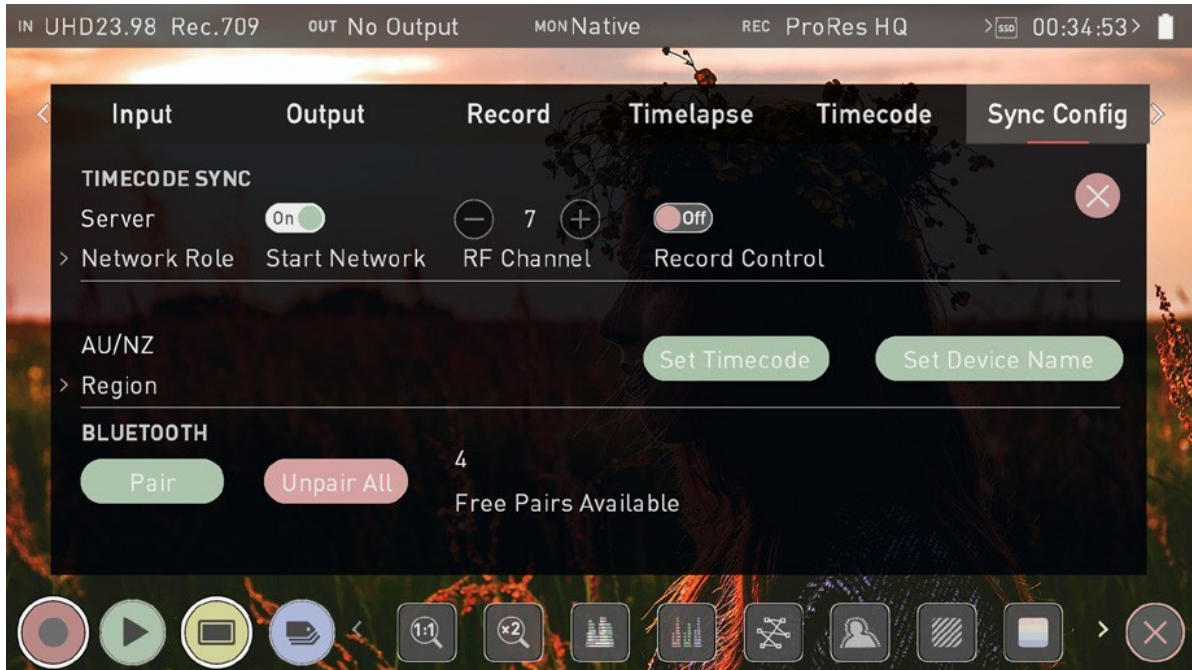 IN UHD23.98 Rec.709 OUT No Output MON Native REC ProRes HQ >SSD 00:34:53>
Input Output Record Timelapse Timecode Sync Config
TIMECODE SYNC
Server On 7 Off
> Network Role Start Network RF Channel Record Control
AU/NZ
> Region
Set Timecode Set Device Name
BLUETOOTH
Pair Unpair All
4
Free Pairs Available
1:1 x2